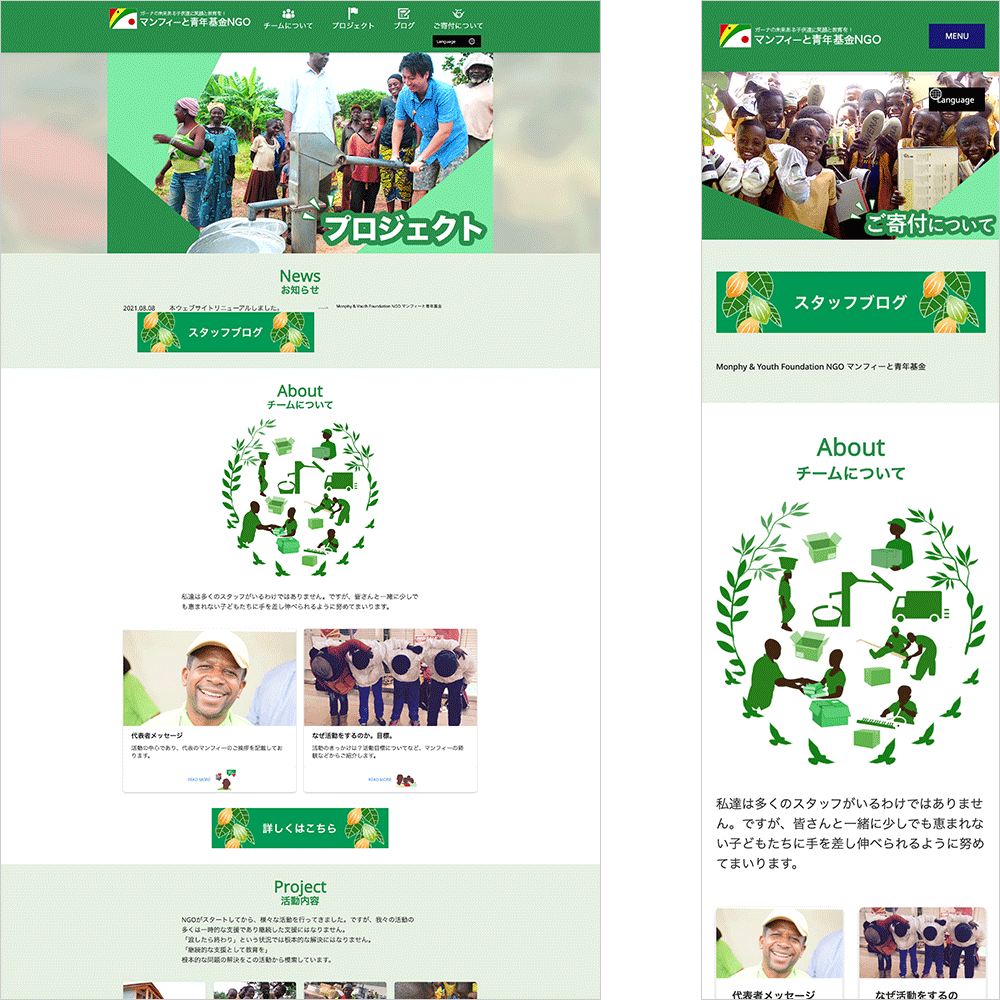 ガーナの未来ある子供達に笑顔と教育を！
マンフィーと青年基金NGO
チームについて
プロジェクト
ブログ
ご寄付について
Language
プロジェクト
News
お知らせ
2021.08.08 本ウェブサイトリニューアルしました。
Monphy & Youth Foundation NGO マンフィーと青年基金
スタッフブログ
About
チームについて
私達は多くのスタッフがいるわけではありません。ですが、皆さんと一緒に少しで
も恵まれない子どもたちに手を差し伸べられるように努めてまいります。
代表者メッセージ
活動の中心であり、代表のマンフィーのご挨拶を記載してお
ります。
READ MORE
なぜ活動をするのか。目標。
活動のきっかけは？活動目標についてなど、マンフィーの経
験などからご紹介します。
READ MORE
詳しくはこちら
Project
活動内容
NGOがスタートしてから、様々な活動を行ってきました。ですが、我々の活動の
多くは一時的な支援であり継続した支援にはなりません。
「渡したら終わり」という状況では根本的な解決にはなりません。
「継続的な支援として教育を」
根本的な問題の解決をこの活動から模索しています。
ガーナの未来ある子供達に笑顔と教育を！
マンフィーと青年基金NGO
MENU
Language
ご寄付について
スタッフブログ
Monphy & Youth Foundation NGO マンフィーと青年基金
About
チームについて
私達は多くのスタッフがいるわけではありませ
ん。ですが、皆さんと一緒に少しでも恵まれな
い子どもたちに手を差し伸べられるように努め
てまいります。
代表者メッセージ
なぜ活動をするの